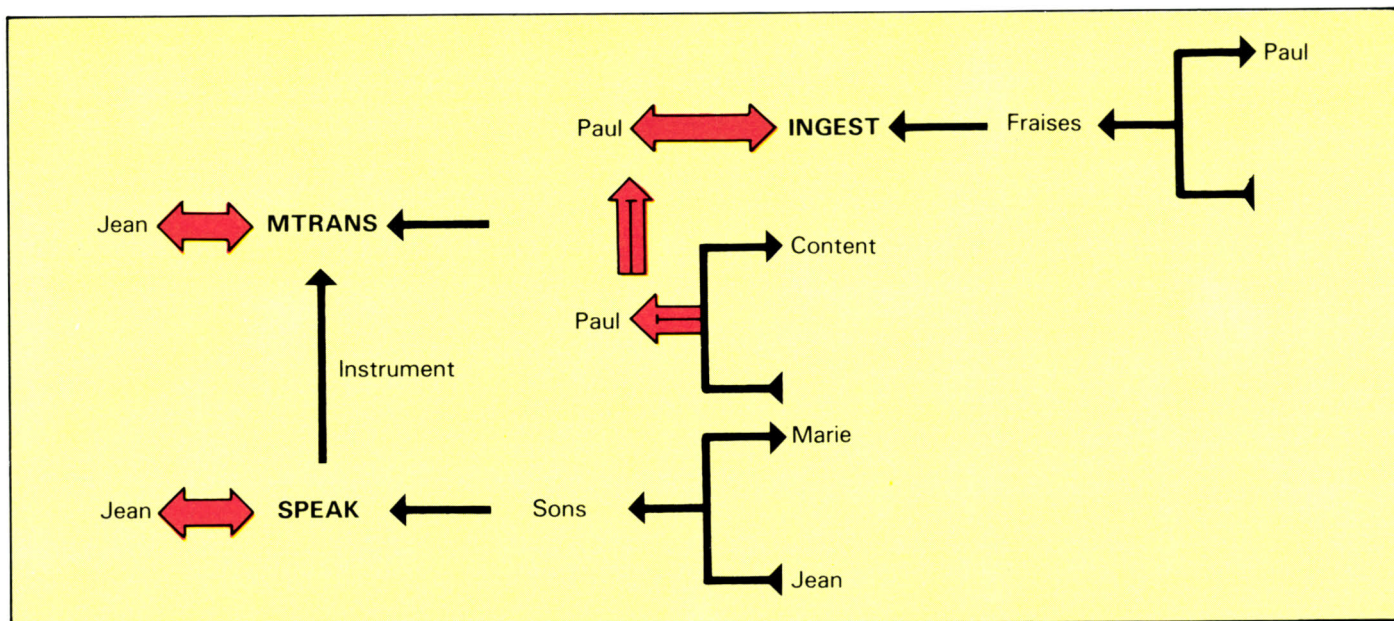 Paul
Paul INGEST Fraises
Jean MTRANS
Content
Paul
Instrument
Marie
Jean SPEAK Sons
Jean